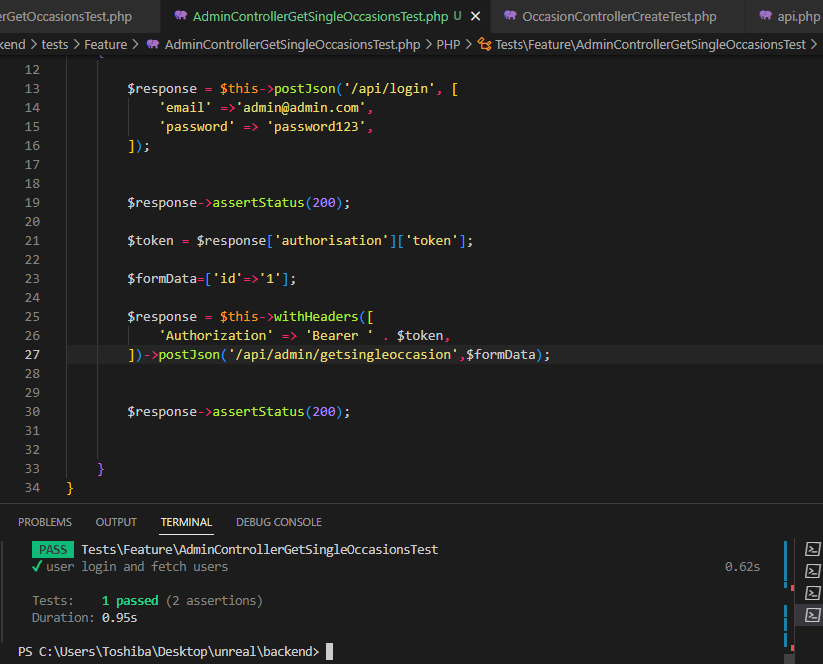 rGetOccasionsTest.php AdminControllerGetSingleOccasionsTest.php U OccasionControllerCreateTest.php api.php
kend > tests > Feature > AdminControllerGetSingleOccasionsTest.php > PHP > Tests\Feature\AdminControllerGetSingleOccasionsTest >
12
13 $response = $this->postJson('/api/login', [
14 'email' =>'admin@admin.com',
15 'password' => 'password123',
16 ]);
17
18
19 $response->assertStatus(200);
20
21 $token = $response['authorisation']['token'];
22
23 $formData=['id'=>'1'];
24
25 $response = $this->withHeaders([
26 'Authorization' => 'Bearer ' . $token,
27 ])->postJson('/api/admin/getsingleoccasion',$formData);
28
29
30 $response->assertStatus(200);
31
32
33 }
34 }
PROBLEMS OUTPUT TERMINAL DEBUG CONSOLE
PASS Tests\Feature\AdminControllerGetSingleOccasionsTest
✓ user login and fetch users 0.62s
Tests: 1 passed (2 assertions)
Duration: 0.95s
PS C:\Users\Toshiba\Desktop\unreal\backend>